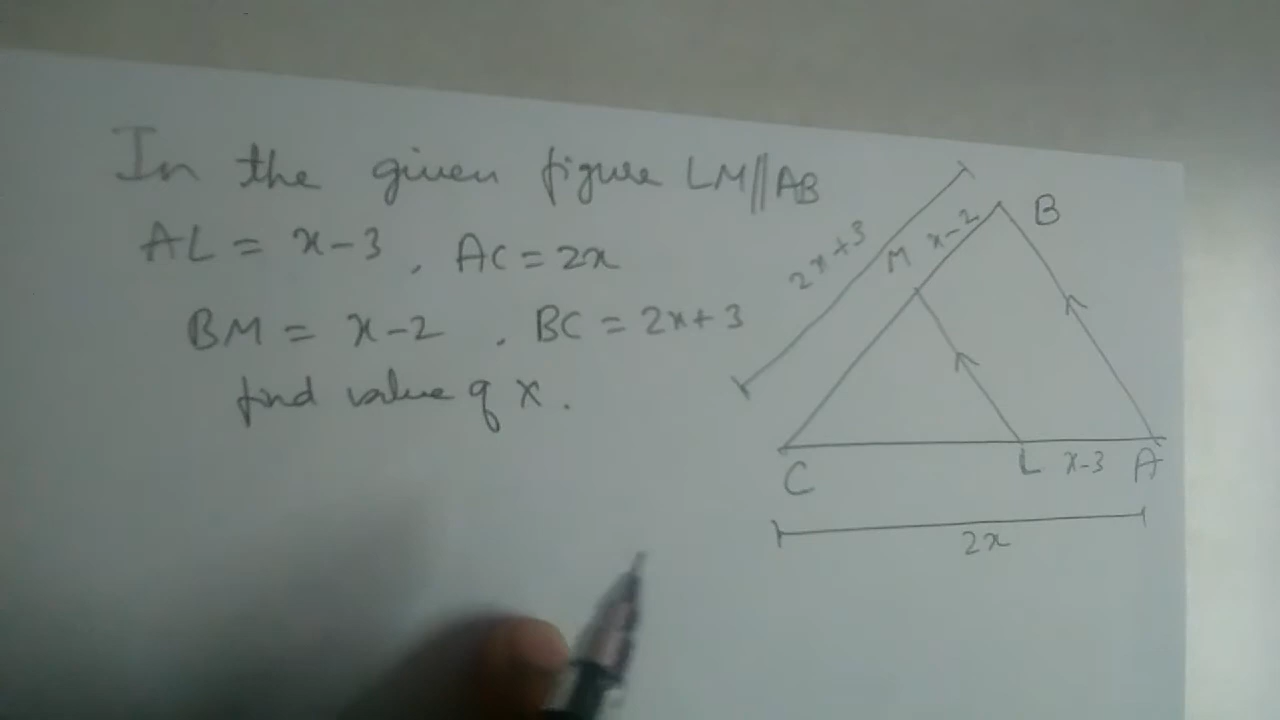 In the given figure LM||AB
AL = x-3 , AC = 2x
BM = x-2 . BC = 2x+3
find value of x.
2x+3
M
x-2
B
C
L
x-3
A
2x